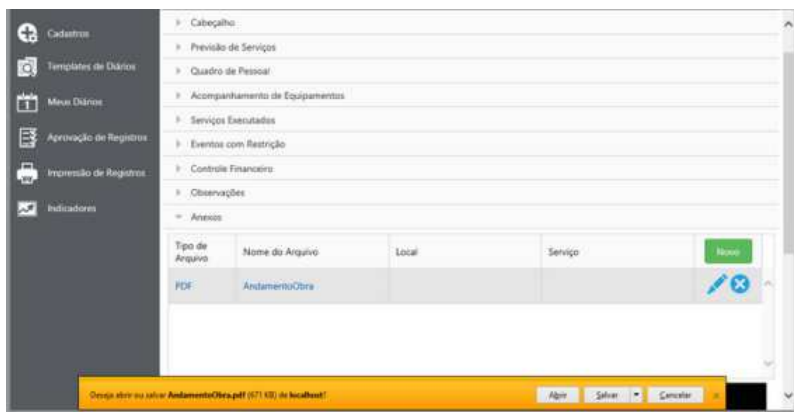 Cadastros
Templates de Diários
Meus Diários
Aprovação de Registros
Impressão de Registros
Indicadores
Cabeçalho
Previsão de Serviços
Quadro de Pessoal
Acompanhamento de Equipamentos
Serviços Executados
Eventos com Restrição
Controle Financeiro
Observações
Anexos
Tipo de Arquivo Nome do Arquivo Local Serviço Novo
PDF AndamentoObra
Deseja abrir ou salvar AndamentoObra.pdf (671 KB) de localhost? Abrir Salvar Cancelar x